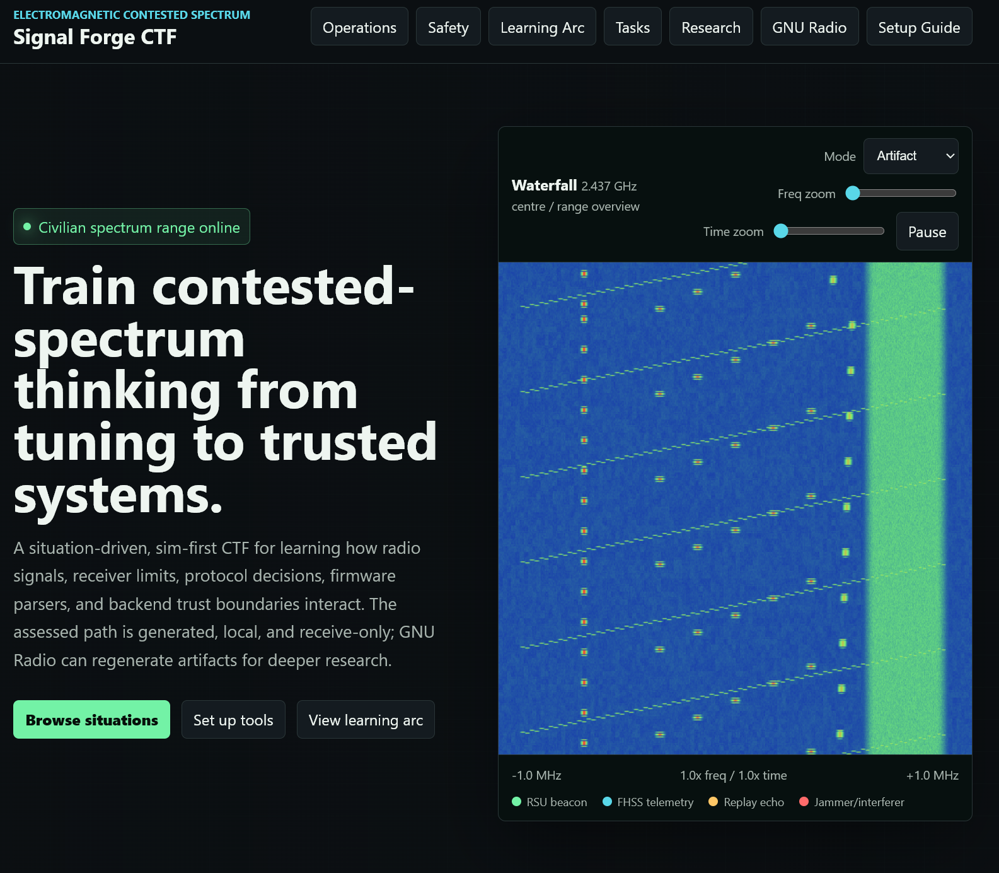 ELECTROMAGNETIC CONTESTED SPECTRUM
Signal Forge CTF
Operations
Safety
Learning Arc
Tasks
Research
GNU Radio
Setup Guide
Civilian spectrum range online
Train contested-
spectrum
thinking from
tuning to trusted
systems.
A situation-driven, sim-first CTF for learning how radio
signals, receiver limits, protocol decisions, firmware
parsers, and backend trust boundaries interact. The
assessed path is generated, local, and receive-only; GNU
Radio can regenerate artifacts for deeper research.
Browse situations
Set up tools
View learning arc
Waterfall 2.437 GHz
centre / range overview
Mode
Artifact
Freq zoom
Time zoom
Pause
-1.0 MHz
1.0x freq / 1.0x time
+1.0 MHz
RSU beacon
FHSS telemetry
Replay echo
Jammer/interferer